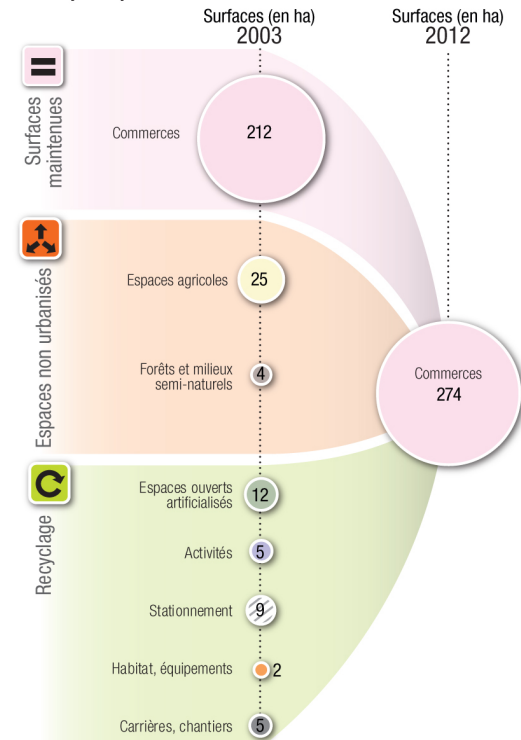 Surfaces (en ha)
2003
Surfaces (en ha)
2012
Surfaces
maintenues
Commerces
212
Espaces non urbanisés
Espaces agricoles
25
Forêts et milieux
semi-naturels
4
Commerces
274
Recyclage
Espaces ouverts
artificialisés
12
Activités
5
Stationnement
9
Habitat, équipements
2
Carrières, chantiers
5